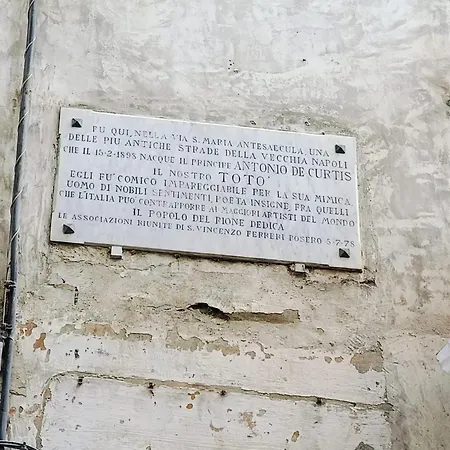 FU QUI, NELLA VIA S. MARIA ANTESAECULA, UNA
DELLE PIU ANTICHE STRADE DELLA VECCHIA NAPOLI
CHE IL 15-2-1898 NACQUE IL PRINCIPE ANTONIO DE CURTIS
IL NOSTRO TOTO'
EGLI FU' COMICO IMPAREGGIABILE PER LA SUA MIMICA,
UOMO DI NOBILI SENTIMENTI, POETA INSIGNE, FRA QUELLI
CHE L'ITALIA PUO' CONTRAPPORRE AI MAGGIORI ARTISTI DEL MONDO
IL POPOLO DEL RIONE DEDICA
LE ASSOCIAZIONI RIUNITE DI S. VINCENZO FERRERI POSERO 5-7-78